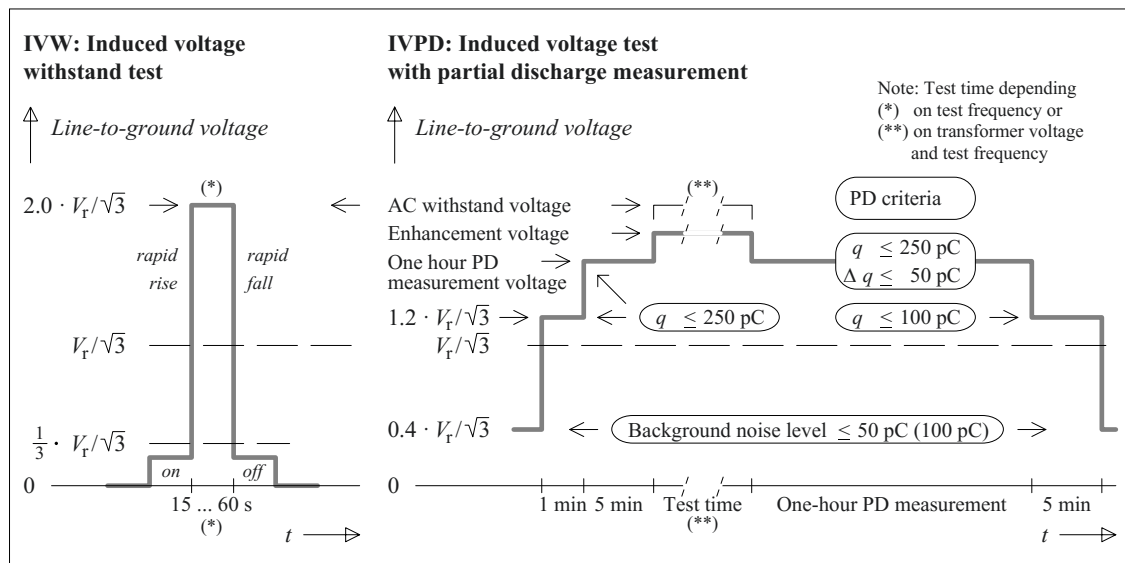 IVW: Induced voltage
withstand test
Line-to-ground voltage
2.0 · Vr/√3
(*)
rapid
rise
rapid
fall
Vr/√3
1/3 · Vr/√3
on
off
0
15 ... 60 s
(*)
t
IVPD: Induced voltage test
with partial discharge measurement
Note: Test time depending
(*) on test frequency or
(**) on transformer voltage
and test frequency
Line-to-ground voltage
(**)
AC withstand voltage
PD criteria
Enhancement voltage
One hour PD
measurement voltage
q ≤ 250 pC
Δ q ≤ 50 pC
1.2 · Vr/√3
q ≤ 250 pC
q ≤ 100 pC
Vr/√3
0.4 · Vr/√3
Background noise level ≤ 50 pC (100 pC)
0
1 min
5 min
Test time
(**)
One-hour PD measurement
5 min
t